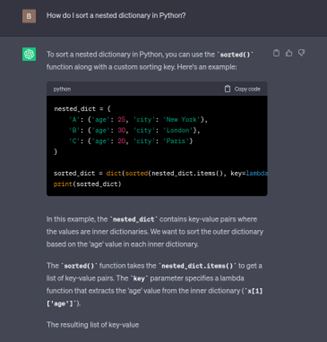 B
How do I sort a nested dictionary in Python?
To sort a nested dictionary in Python, you can use the `sorted()`
function along with a custom sorting key. Here's an example:
python
Copy code
nested_dict = {
'A': {'age': 25, 'city': 'New York'},
'B': {'age': 30, 'city': 'London'},
'C': {'age': 20, 'city': 'Paris'}
}
sorted_dict = dict(sorted(nested_dict.items(), key=lambda
print(sorted_dict)
In this example, the `nested_dict` contains key-value pairs where
the values are inner dictionaries. We want to sort the outer dictionary
based on the 'age' value in each inner dictionary.
The `sorted()` function takes the `nested_dict.items()` to get a
list of key-value pairs. The `key` parameter specifies a lambda
function that extracts the 'age' value from the inner dictionary (`x[1]
['age']`).
The resulting list of key-value